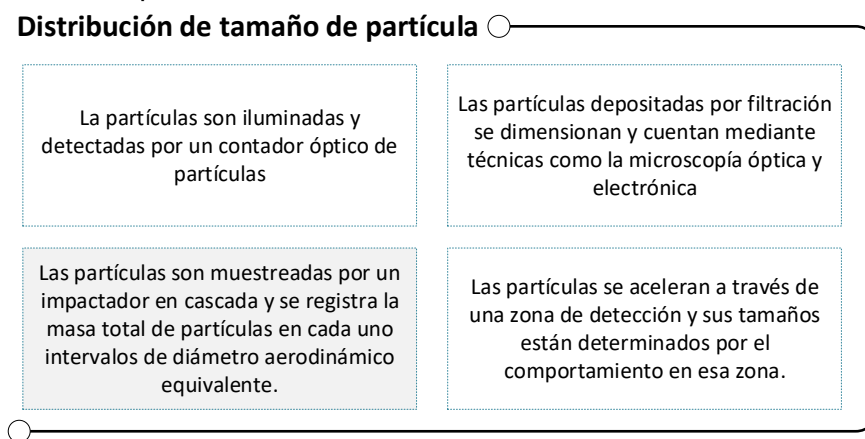 Distribución de tamaño de partícula
La partículas son iluminadas y
detectadas por un contador óptico de
partículas
Las partículas depositadas por filtración
se dimensionan y cuentan mediante
técnicas como la microscopía óptica y
electrónica
Las partículas son muestreadas por un
impactador en cascada y se registra la
masa total de partículas en cada uno
intervalos de diámetro aerodinámico
equivalente.
Las partículas se aceleran a través de
una zona de detección y sus tamaños
están determinados por el
comportamiento en esa zona.